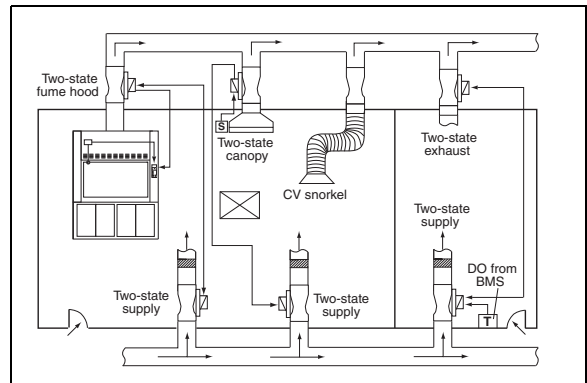 Two-state
fume hood
S
Two-state
canopy
CV snorkel
Two-state
exhaust
Two-state
supply
DO from
BMS
T
Two-state
supply
Two-state
supply